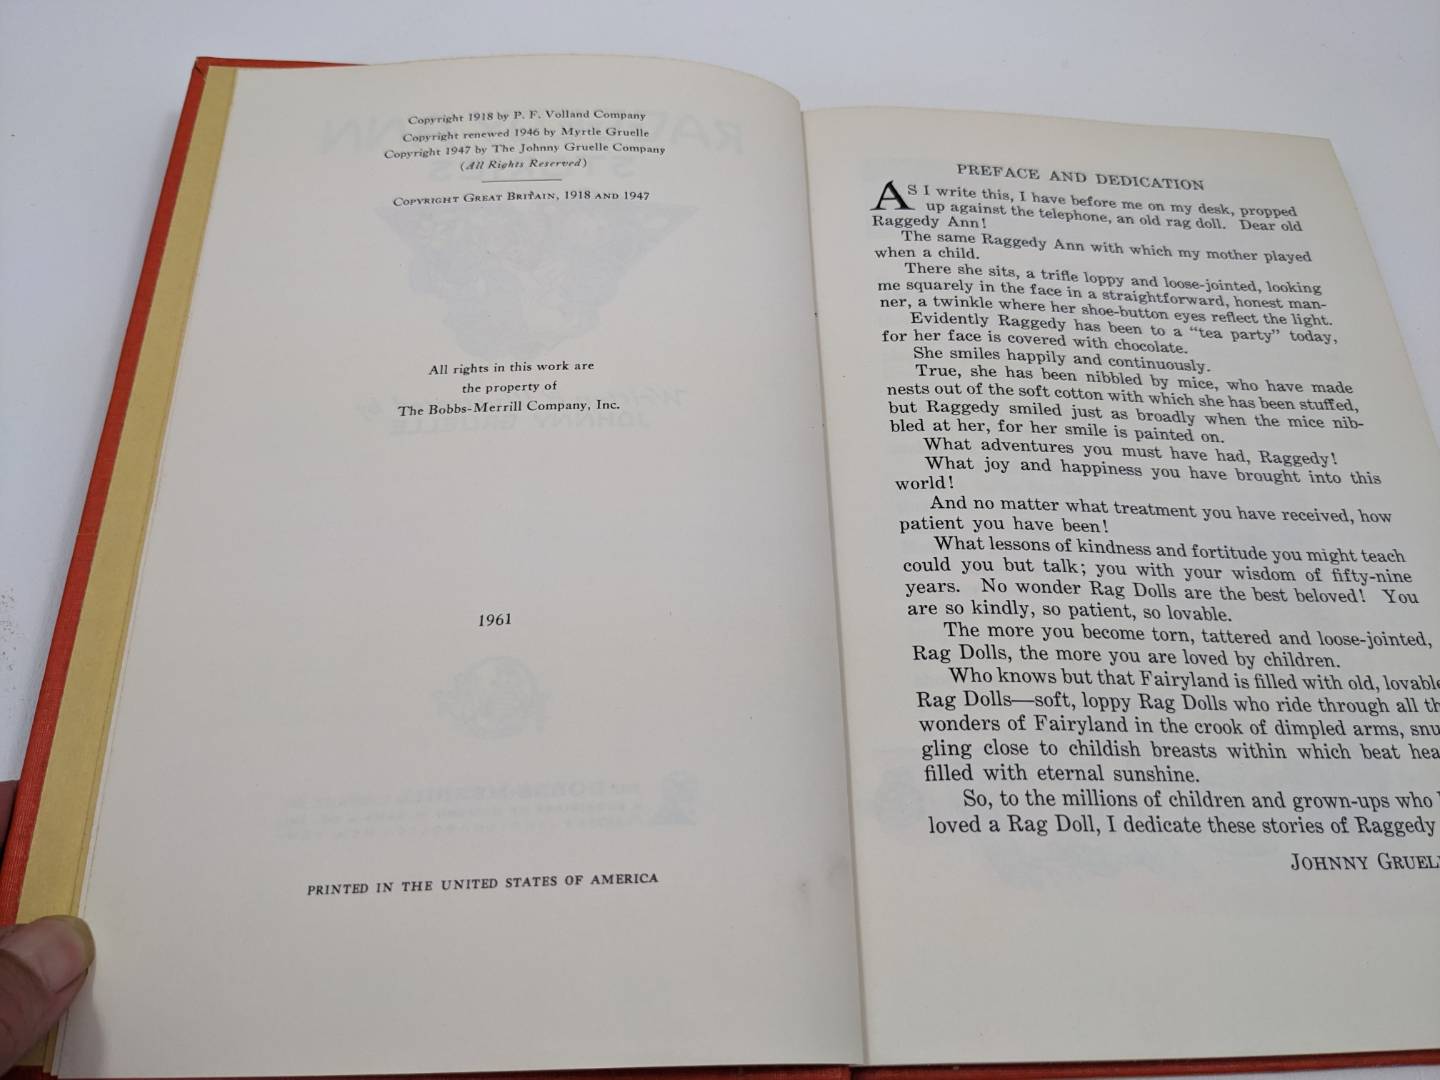 Copyright 1918 by P. F. Volland Company
Copyright renewed 1946 by Myrtle Gruelle
Copyright 1947 by The Johnny Gruelle Company
(All Rights Reserved)
Copyright Great Britain, 1918 and 1947
All rights in this work are
the property of
The Bobbs-Merrill Company, Inc.
1961
PRINTED IN THE UNITED STATES OF AMERICA
PREFACE AND DEDICATION
AS I write this, I have before me on my desk, propped
up against the telephone, an old rag doll. Dear old
Raggedy Ann!
The same Raggedy Ann with which my mother played
when a child.
There she sits, a trifle loppy and loose-jointed, looking
me squarely in the face in a straightforward, honest man-
ner, a twinkle where her shoe-button eyes reflect the light.
Evidently Raggedy has been to a "tea party" today,
for her face is covered with chocolate.
She smiles happily and continuously.
True, she has been nibbled by mice, who have made
nests out of the soft cotton with which she has been stuffed,
but Raggedy smiled just as broadly when the mice nib-
bled at her, for her smile is painted on.
What adventures you must have had, Raggedy!
What joy and happiness you have brought into this
world!
And no matter what treatment you have received, how
patient you have been!
What lessons of kindness and fortitude you might teach
could you but talk; you with your wisdom of fifty-nine
years. No wonder Rag Dolls are the best beloved! You
are so kindly, so patient, so lovable.
The more you become torn, tattered and loose-jointed,
Rag Dolls, the more you are loved by children.
Who knows but that Fairyland is filled with old, lovable
Rag Dolls—soft, loppy Rag Dolls who ride through all th
wonders of Fairyland in the crook of dimpled arms, snu
gling close to childish breasts within which beat hea
filled with eternal sunshine.
So, to the millions of children and grown-ups who
loved a Rag Doll, I dedicate these stories of Raggedy
JOHNNY GRUEL